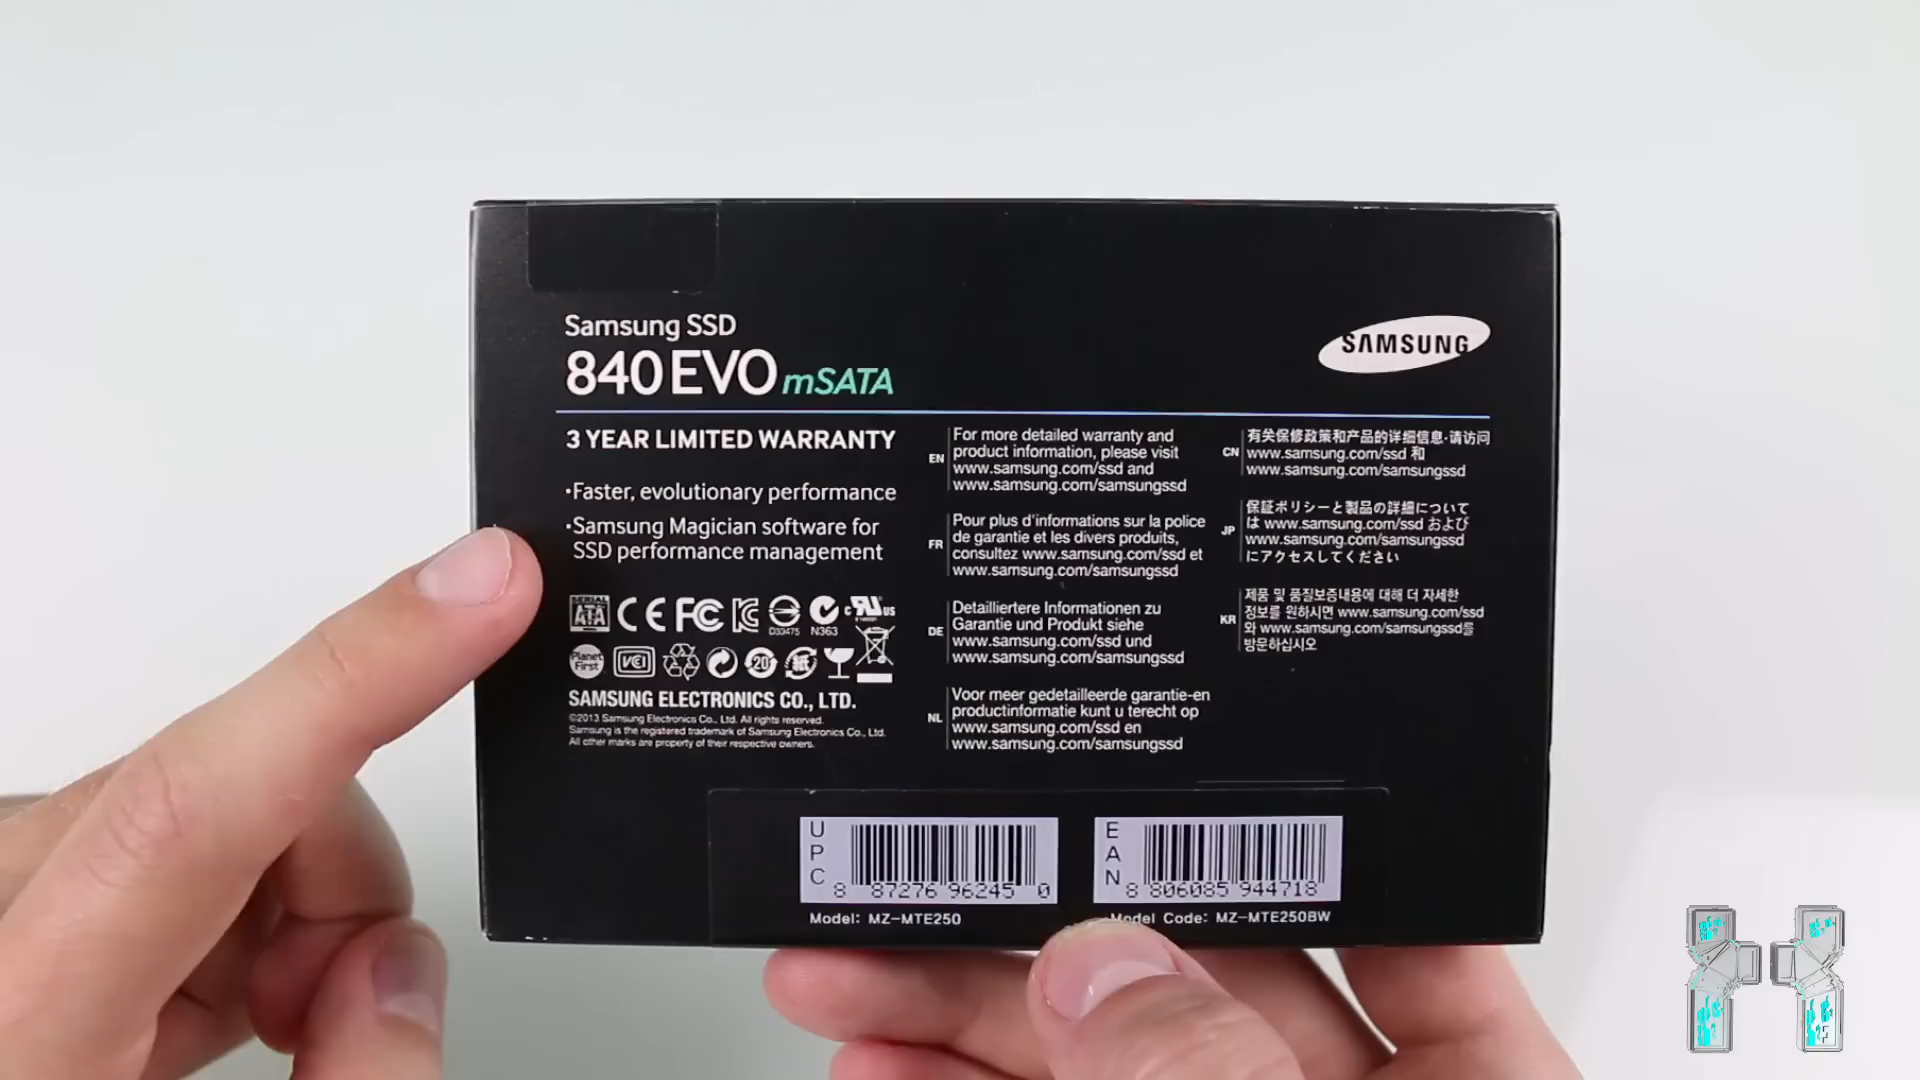 Samsung SSD
840 EVO mSATA
SAMSUNG
3 YEAR LIMITED WARRANTY
•Faster, evolutionary performance
•Samsung Magician software for
SSD performance management
SERIAL
ATA
CE FC
D33475
N363
c RU us
Planet
First
VCI
20
SAMSUNG ELECTRONICS CO., LTD.
©2013 Samsung Electronics Co., Ltd. All rights reserved.
Samsung is the registered trademark of Samsung Electronics Co., Ltd.
All other marks are property of their respective owners.
EN
For more detailed warranty and
product information, please visit
www.samsung.com/ssd and
www.samsung.com/samsungssd
FR
Pour plus d'informations sur la police
de garantie et les divers produits,
consultez www.samsung.com/ssd et
www.samsung.com/samsungssd
DE
Detailliertere Informationen zu
Garantie und Produkt siehe
www.samsung.com/ssd und
www.samsung.com/samsungssd
NL
Voor meer gedetailleerde garantie-en
productinformatie kunt u terecht op
www.samsung.com/ssd en
www.samsung.com/samsungssd
CN
有关保修政策和产品的详细信息·请访问
www.samsung.com/ssd 和
www.samsung.com/samsungssd
JP
保証ポリシーと製品の詳細について
は www.samsung.com/ssd および
www.samsung.com/samsungssd
にアクセスしてください
KR
제품 및 품질보증내용에 대해 더 자세한
정보를 원하시면 www.samsung.com/ssd
와 www.samsung.com/samsungssd를
방문하십시오
UPC
8 87276 96245 0
Model: MZ-MTE250
EAN
8 806085 944718
Model Code: MZ-MTE250BW